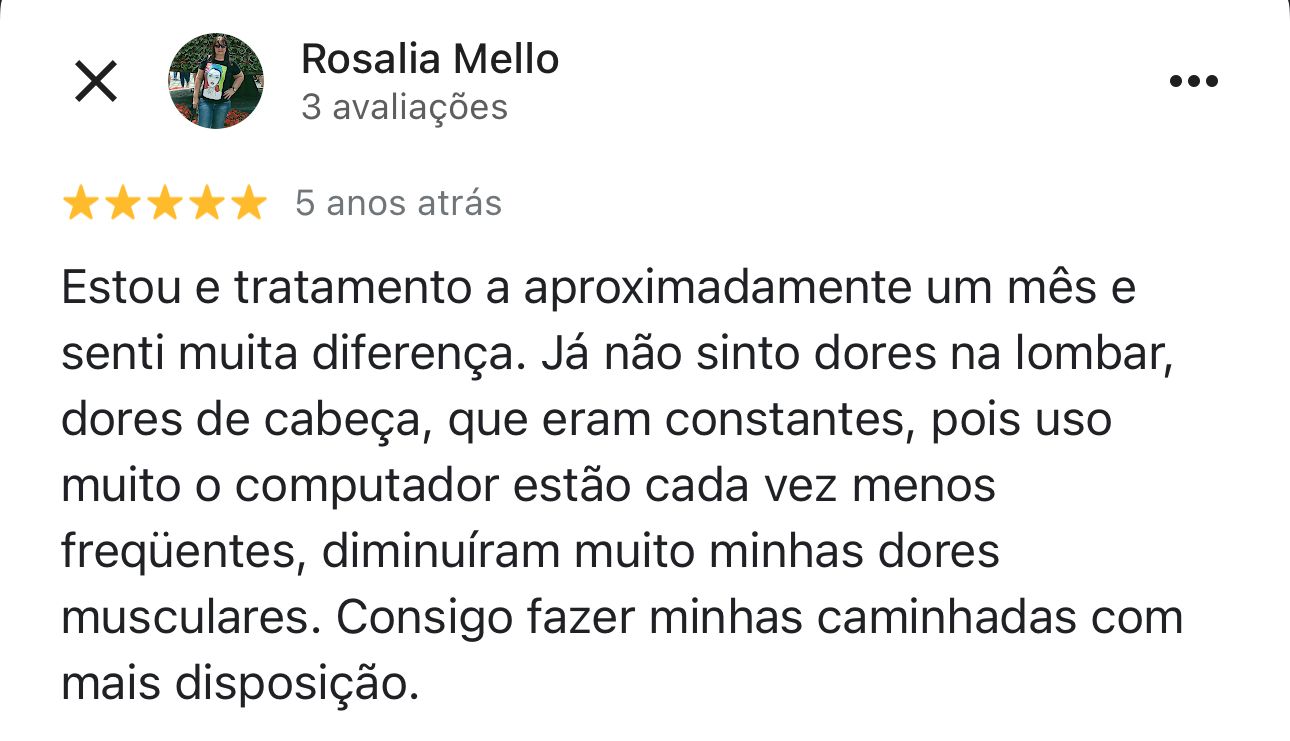 Rosalia Mello
3 avaliações
5 anos atrás
Estou e tratamento a aproximadamente um mês e
senti muita diferença. Já não sinto dores na lombar,
dores de cabeça, que eram constantes, pois uso
muito o computador estão cada vez menos
freqüentes, diminuíram muito minhas dores
musculares. Consigo fazer minhas caminhadas com
mais disposição.